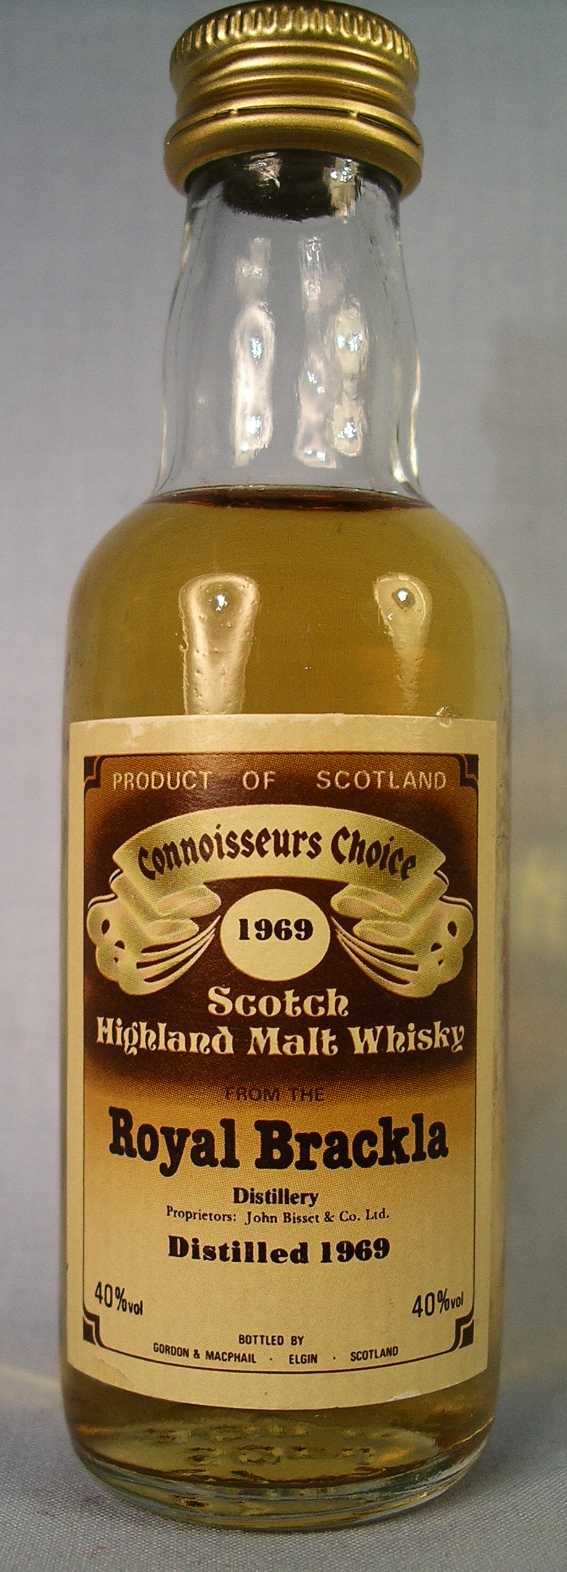 PRODUCT OF SCOTLAND
Connoisseurs Choice
1969
Scotch
Highland Malt Whisky
FROM THE
Royal Brackla
Distillery
Proprietors: John Bisset & Co. Ltd.
Distilled 1969
40%vol 40%vol
BOTTLED BY
GORDON & MACPHAIL · ELGIN · SCOTLAND